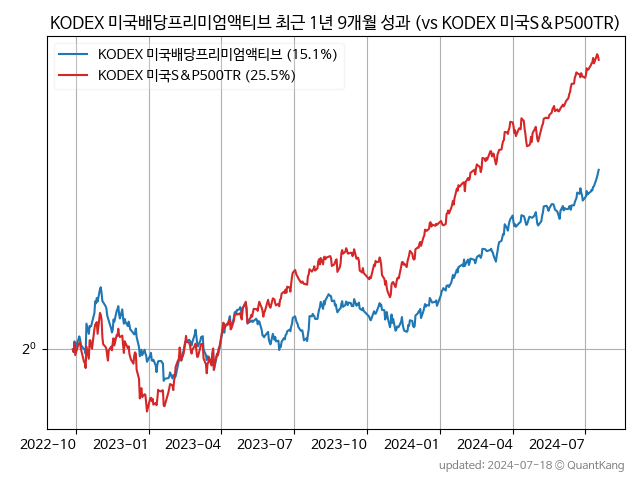 KODEX 미국배당프리미엄액티브 최근 1년 9개월 성과 (vs KODEX 미국S&P500TR)
KODEX 미국배당프리미엄액티브 (15.1%)
KODEX 미국S&P500TR (25.5%)
2⁰
2022-10 2023-01 2023-04 2023-07 2023-10 2024-01 2024-04 2024-07
updated: 2024-07-18 © QuantKang